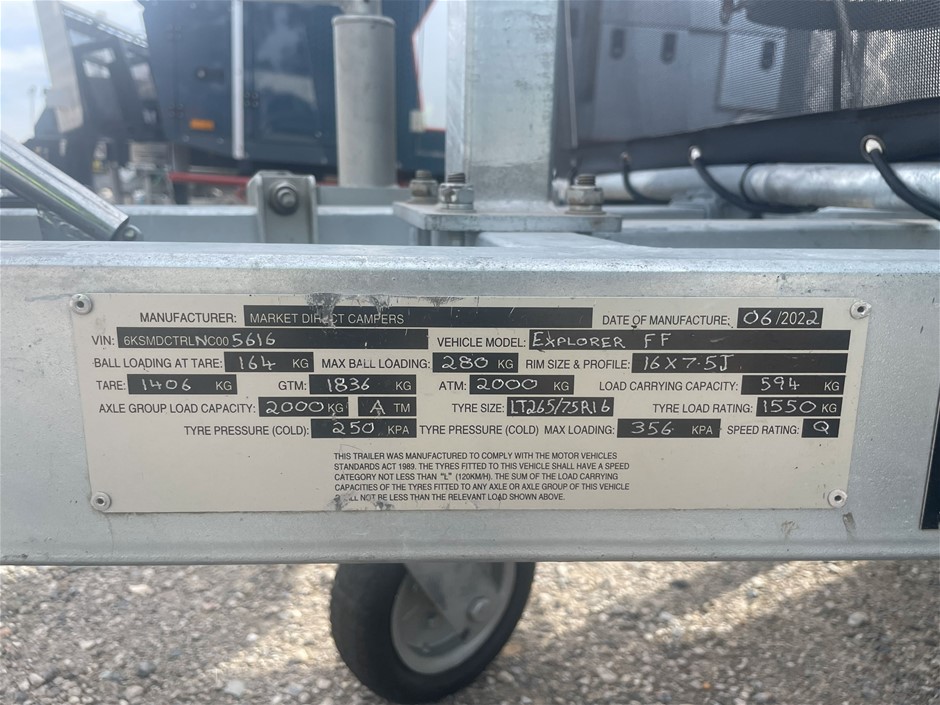 MANUFACTURER: MARKET DIRECT CAMPERS DATE OF MANUFACTURE: 06/2022
VIN: 6KSMDCTRLNC005616 VEHICLE MODEL: EXPLORER FF
BALL LOADING AT TARE: 164 KG MAX BALL LOADING: 280 KG RIM SIZE & PROFILE: 16X7.5J
TARE: 1406 KG GTM: 1836 KG ATM: 2000 KG LOAD CARRYING CAPACITY: 594 KG
AXLE GROUP LOAD CAPACITY: 2000 KG A TM TYRE SIZE: LT265/75R16 TYRE LOAD RATING: 1550 KG
TYRE PRESSURE (COLD): 250 KPA TYRE PRESSURE (COLD) MAX LOADING: 356 KPA SPEED RATING: Q
THIS TRAILER WAS MANUFACTURED TO COMPLY WITH THE MOTOR VEHICLES
STANDARDS ACT 1989. THE TYRES FITTED TO THIS VEHICLE SHALL HAVE A SPEED
CATEGORY NOT LESS THAN "L" (120KM/H). THE SUM OF THE LOAD CARRYING
CAPACITIES OF THE TYRES FITTED TO ANY AXLE OR AXLE GROUP OF THIS VEHICLE
SHALL NOT BE LESS THAN THE RELEVANT LOAD SHOWN ABOVE.